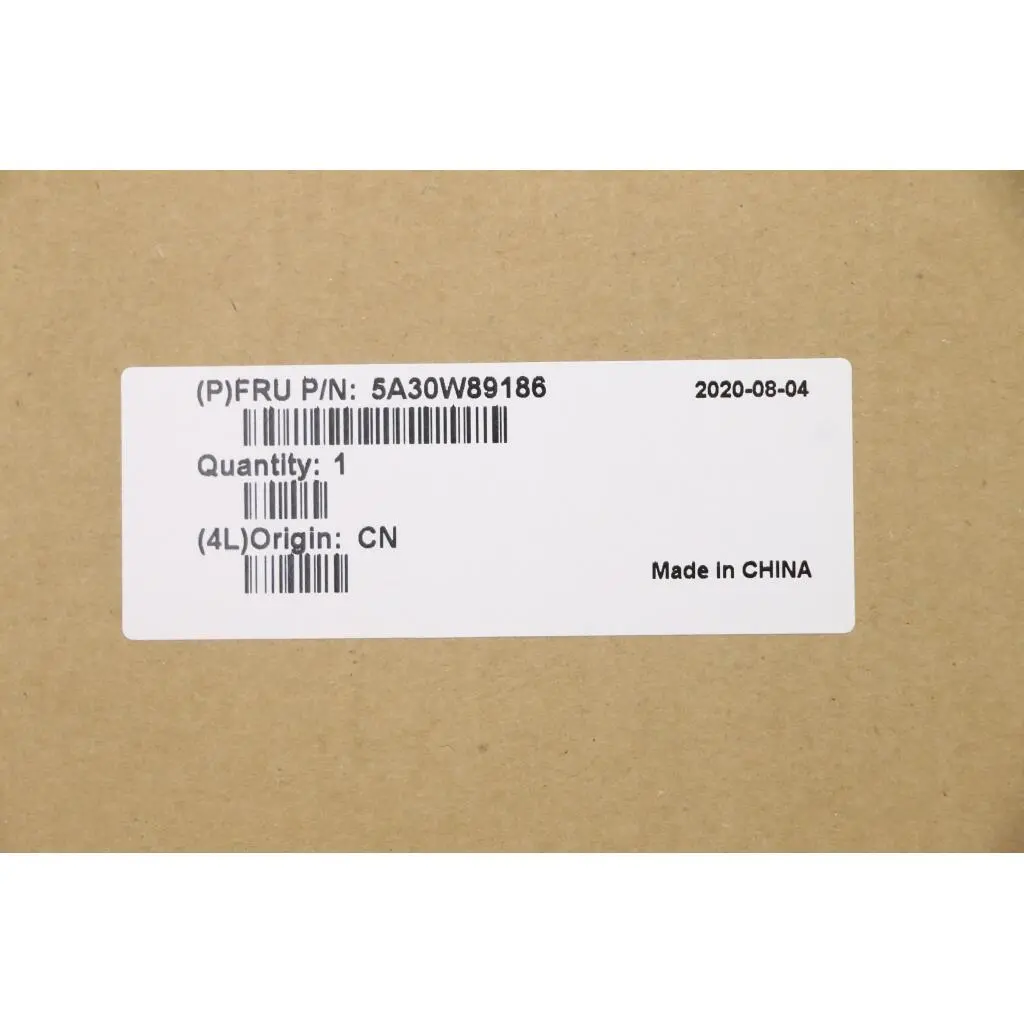 (P)FRU P/N: 5A30W89186
2020-08-04
Quantity: 1
(4L)Origin: CN
Made in CHINA